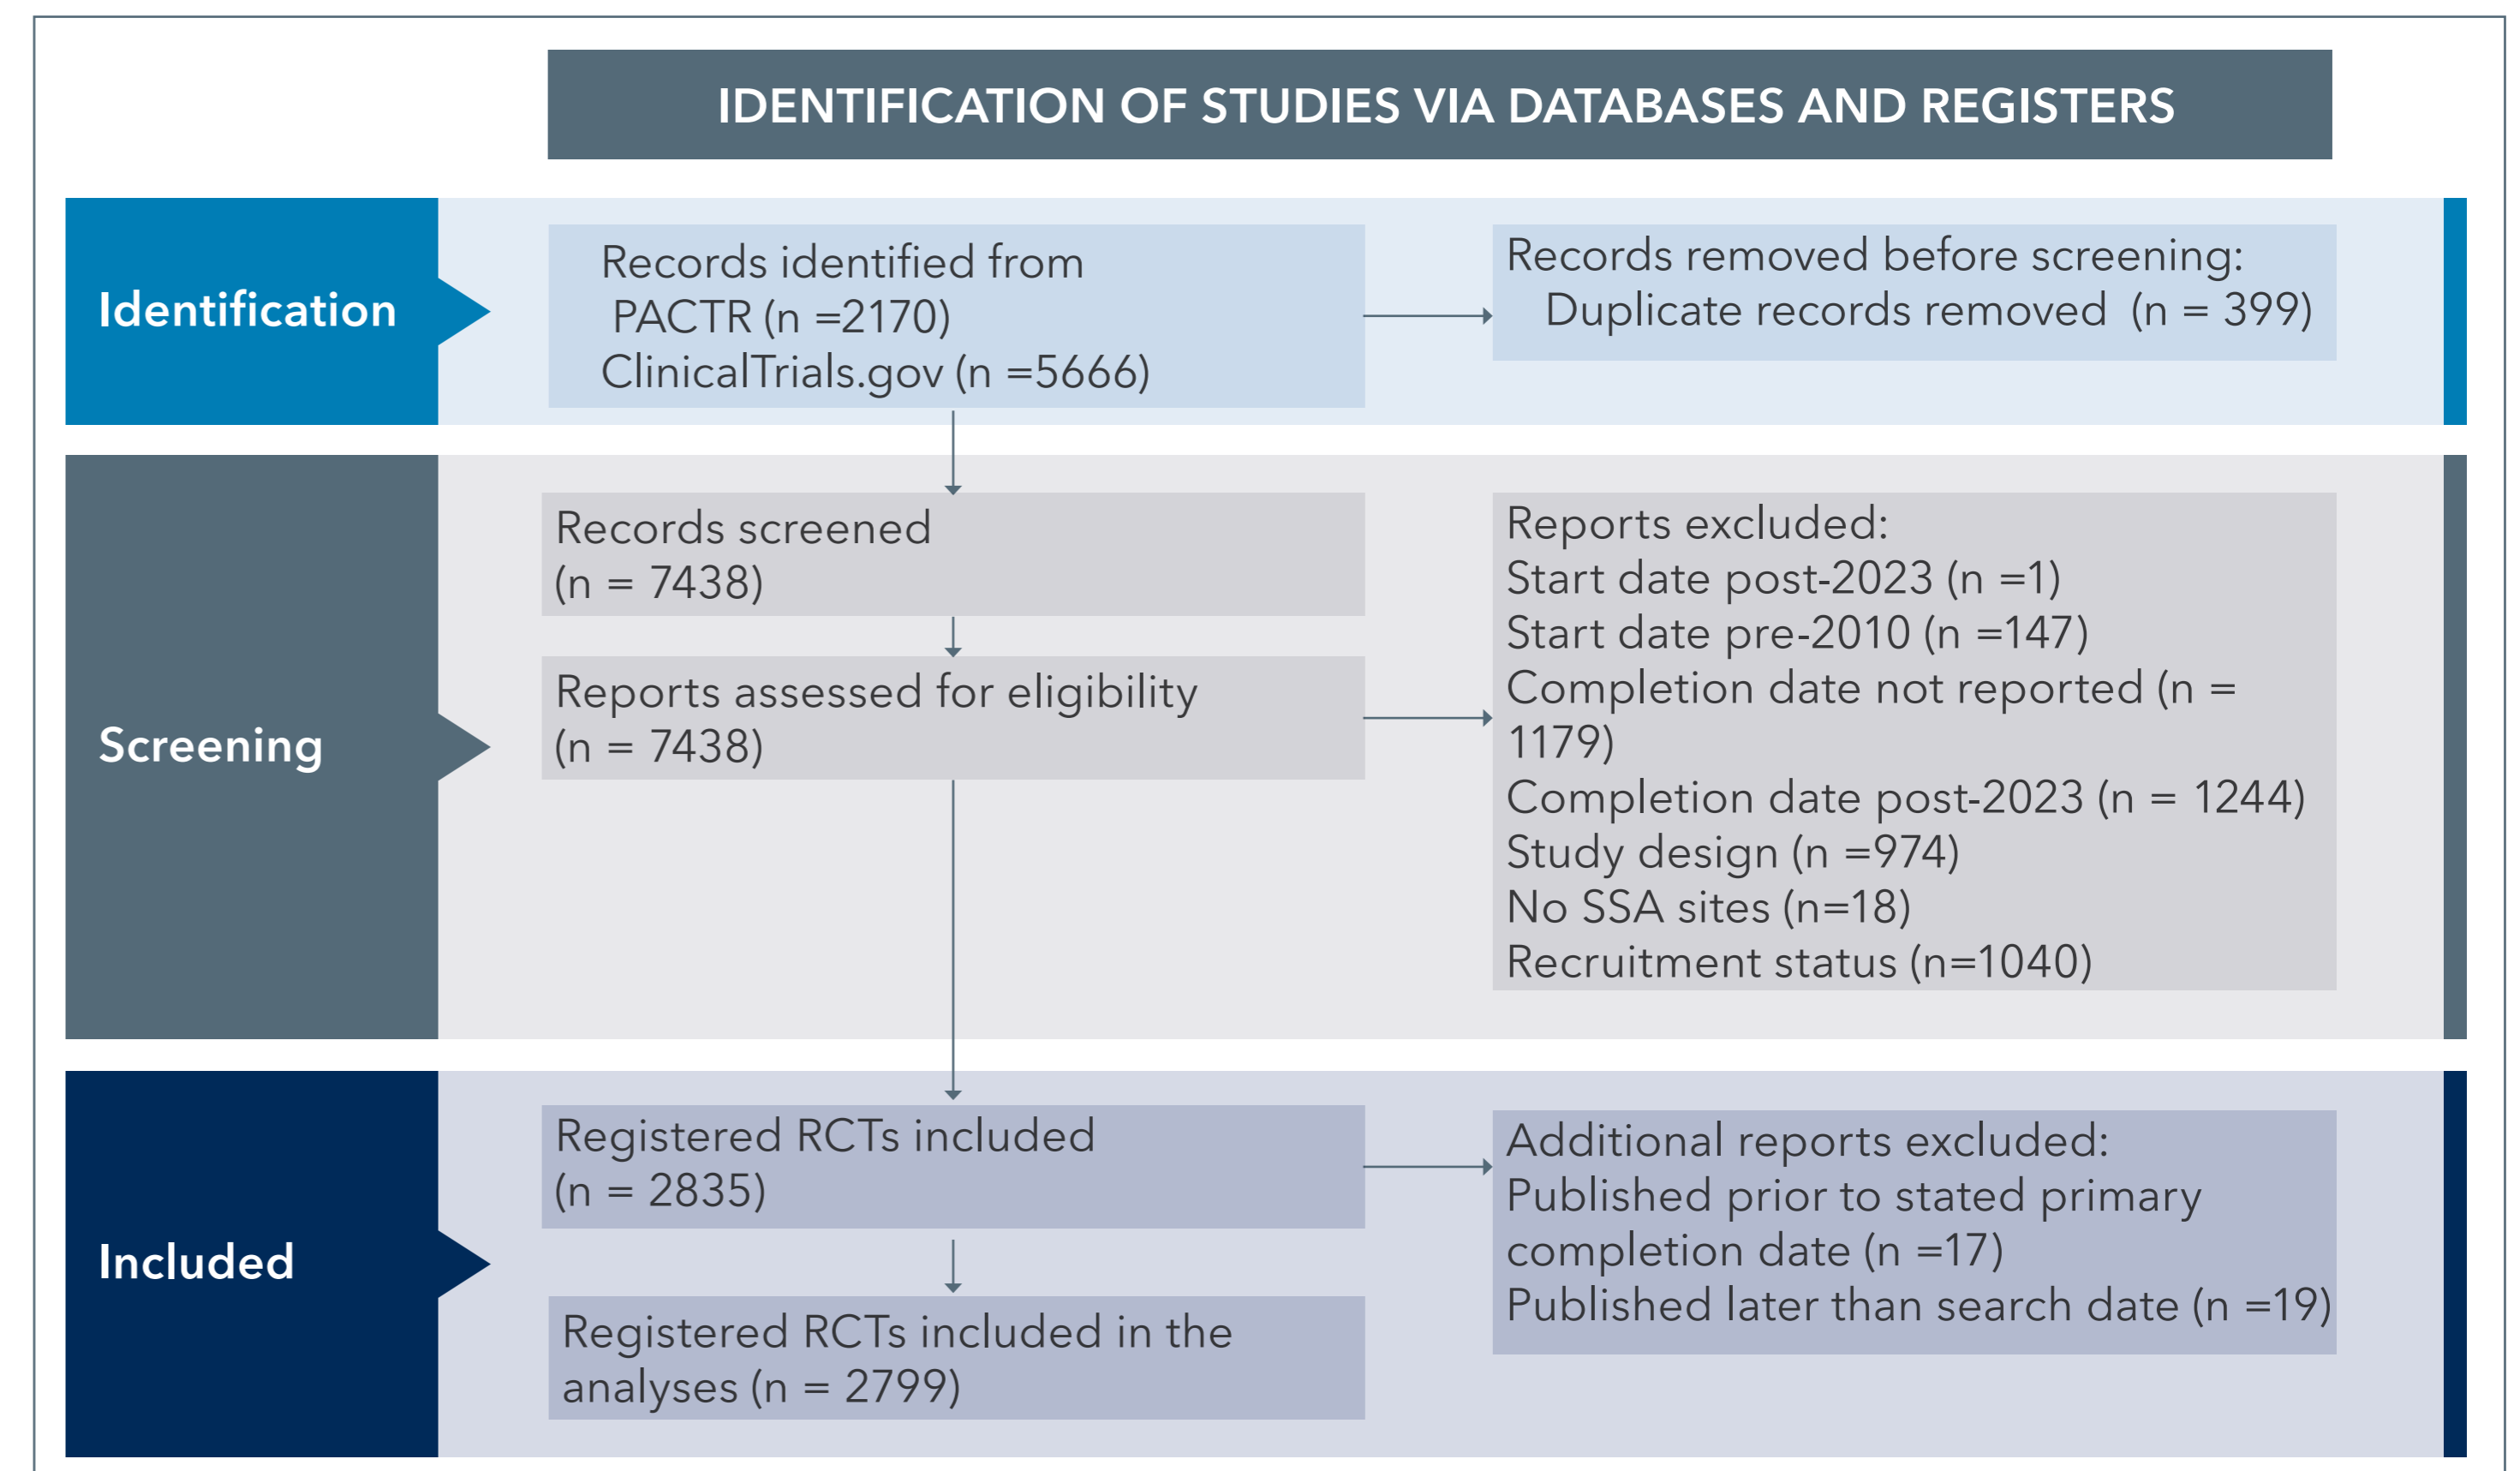 IDENTIFICATION OF STUDIES VIA DATABASES AND REGISTERS
Identification
Records identified from
PACTR (n =2170)
ClinicalTrials.gov (n =5666)
Records removed before screening:
Duplicate records removed (n = 399)
Screening
Records screened
(n = 7438)
Reports assessed for eligibility
(n = 7438)
Reports excluded:
Start date post-2023 (n =1)
Start date pre-2010 (n =147)
Completion date not reported (n =
1179)
Completion date post-2023 (n = 1244)
Study design (n =974)
No SSA sites (n=18)
Recruitment status (n=1040)
Included
Registered RCTs included
(n = 2835)
Registered RCTs included in the
analyses (n = 2799)
Additional reports excluded:
Published prior to stated primary
completion date (n =17)
Published later than search date (n =19)